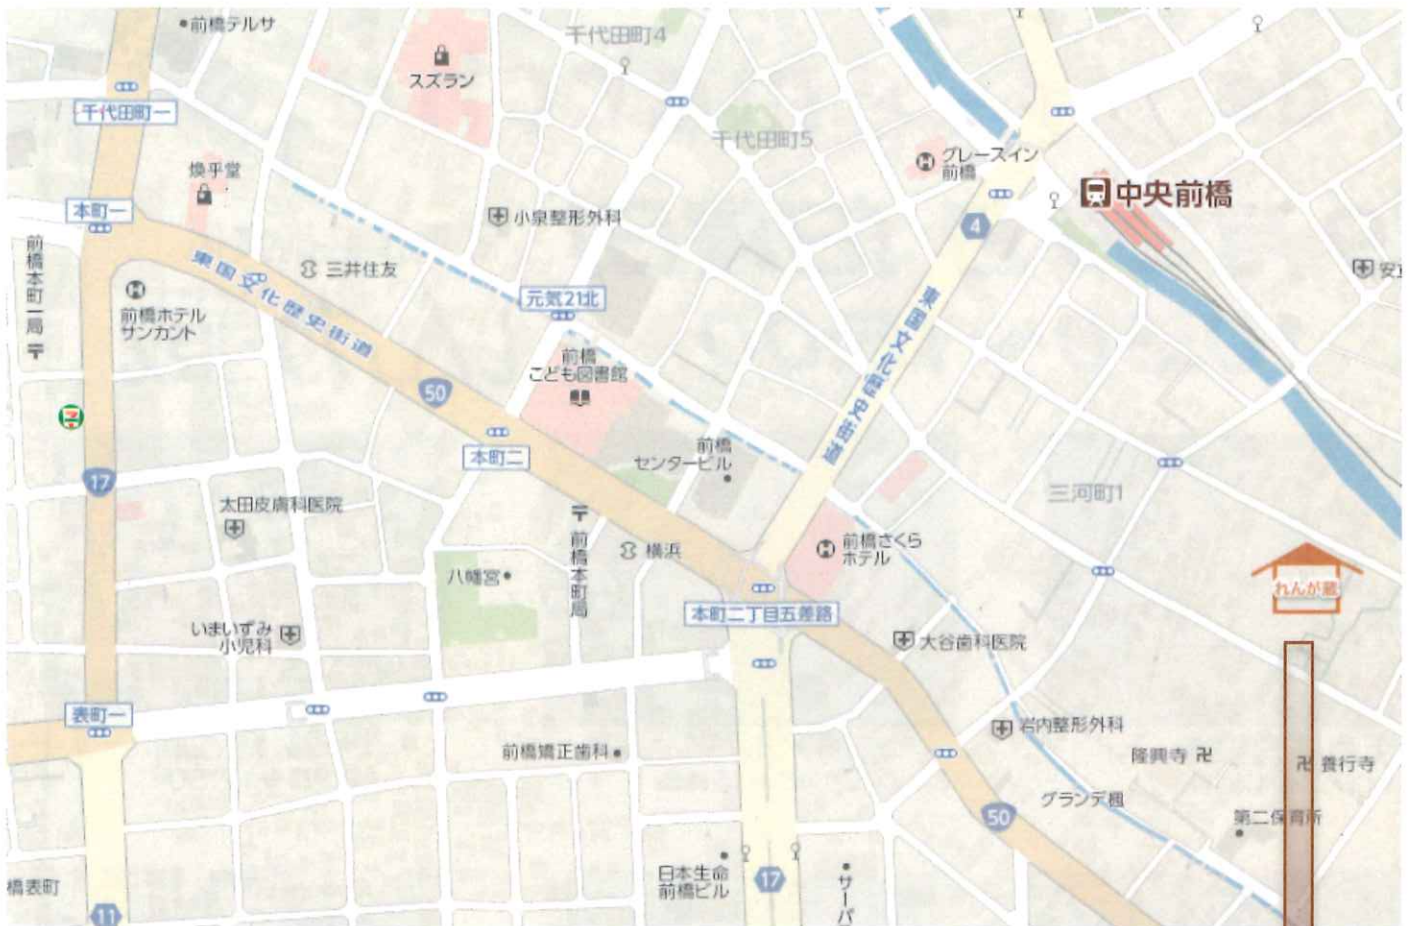 前橋テルサ
千代田町4
スズラン
千代田町一
千代田町5
グレースイン
前橋
中央前橋
煥乎堂
本町一
小泉整形外科
4
前橋本町一局
東国文化歴史街道
三井住友
前橋ホテル
サンカント
元気21北
東国文化歴史街道
前橋
こども図書館
50
本町二
前橋
センタービル
17
太田皮膚科医院
三河町1
前橋本町局
横浜
前橋さくら
ホテル
八幡宮
れんが蔵
本町二丁目五差路
いまいずみ
小児科
大谷歯科医院
表町一
岩内整形外科
前橋矯正歯科
隆興寺
養行寺
グランデ楓
50
第二保育所
日本生命
前橋ビル
17
サーパ
橋表町
11